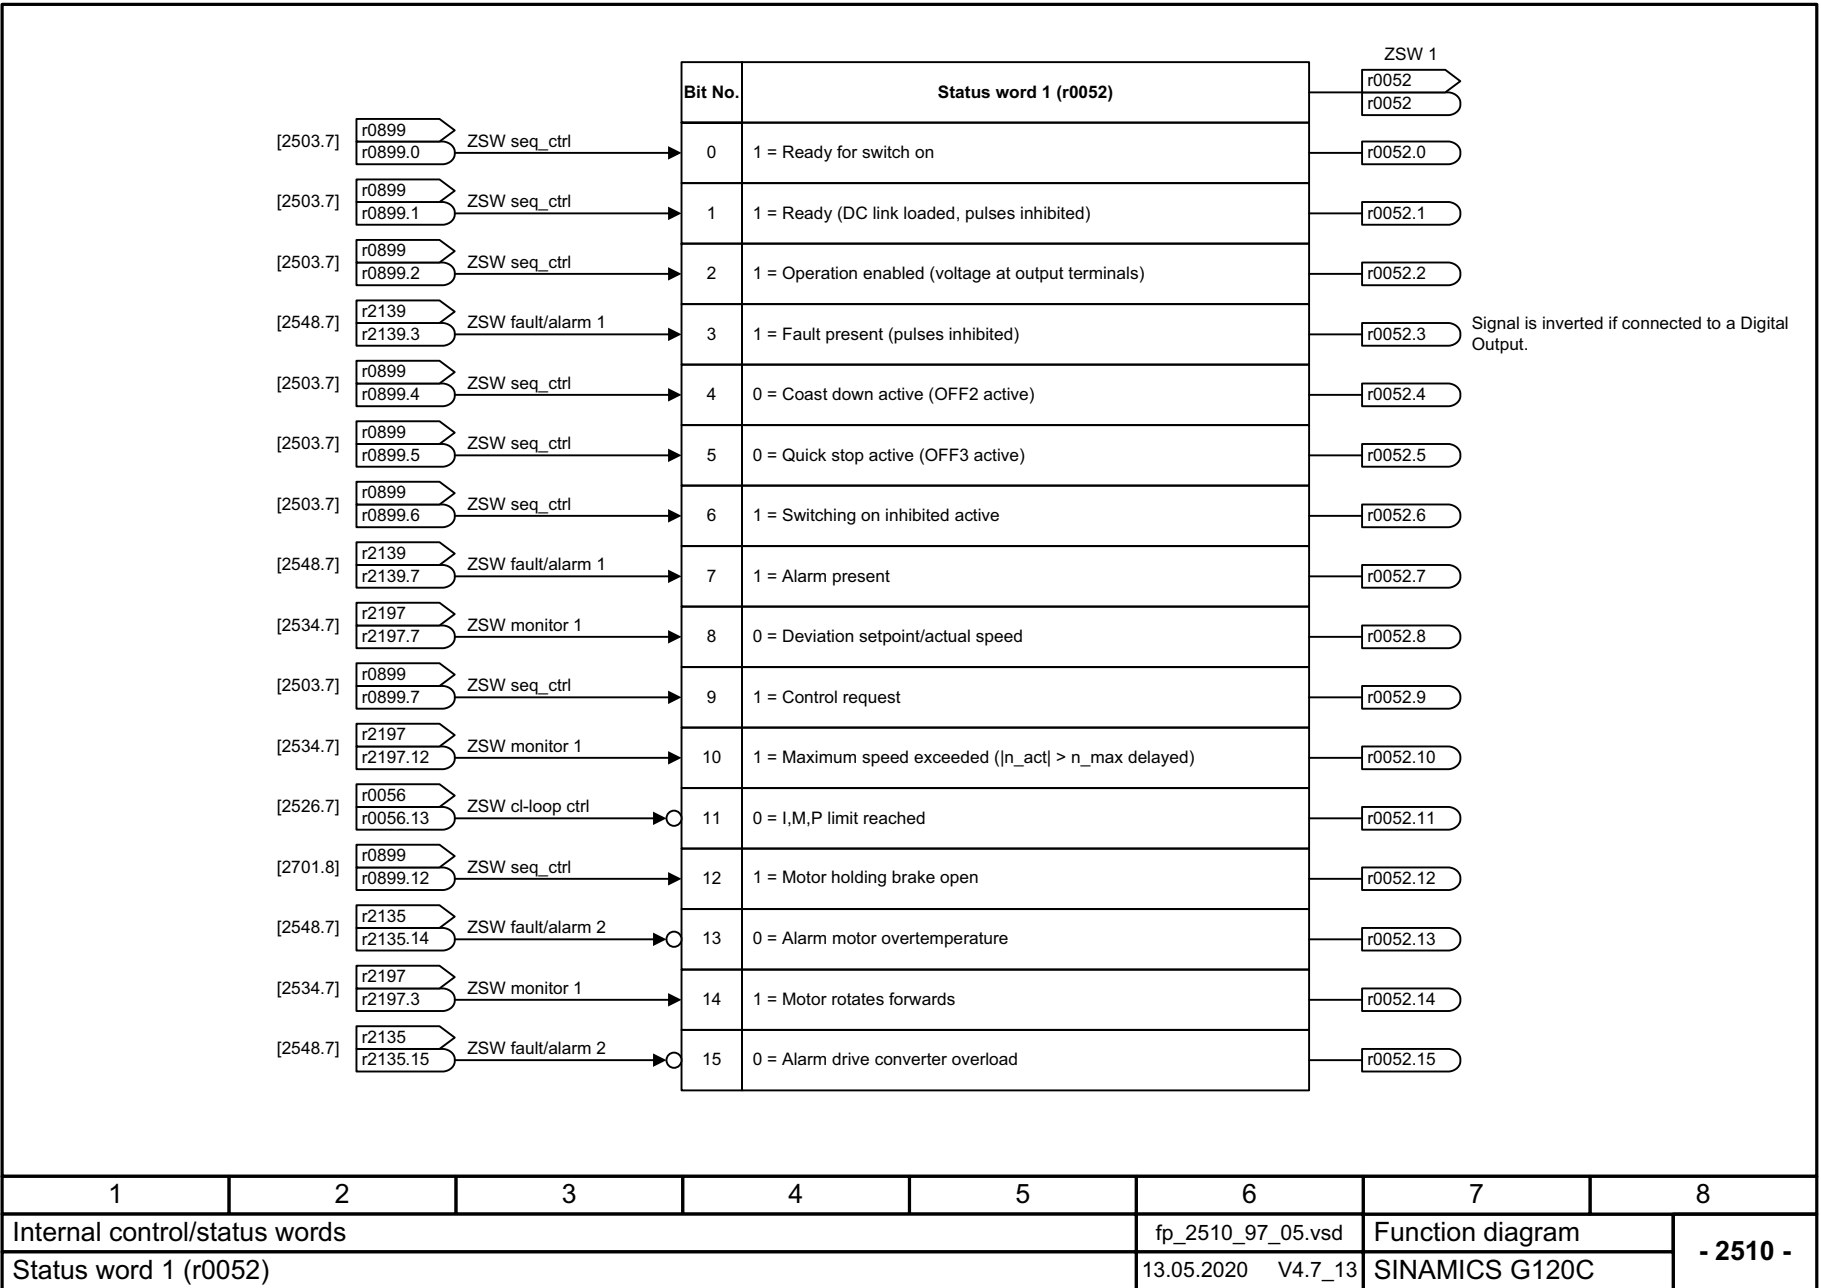 ZSW 1
r0052
r0052
Bit No. Status word 1 (r0052)
r0899
[2503.7] r0899.0 ZSW seq_ctrl 0 1 = Ready for switch on r0052.0
r0899
[2503.7] r0899.1 ZSW seq_ctrl 1 1 = Ready (DC link loaded, pulses inhibited) r0052.1
r0899
[2503.7] r0899.2 ZSW seq_ctrl 2 1 = Operation enabled (voltage at output terminals) r0052.2
r2139
[2548.7] r2139.3 ZSW fault/alarm 1 3 1 = Fault present (pulses inhibited) r0052.3 Signal is inverted if connected to a Digital
Output.
r0899
[2503.7] r0899.4 ZSW seq_ctrl 4 0 = Coast down active (OFF2 active) r0052.4
r0899
[2503.7] r0899.5 ZSW seq_ctrl 5 0 = Quick stop active (OFF3 active) r0052.5
r0899
[2503.7] r0899.6 ZSW seq_ctrl 6 1 = Switching on inhibited active r0052.6
r2139
[2548.7] r2139.7 ZSW fault/alarm 1 7 1 = Alarm present r0052.7
r2197
[2534.7] r2197.7 ZSW monitor 1 8 0 = Deviation setpoint/actual speed r0052.8
r0899
[2503.7] r0899.7 ZSW seq_ctrl 9 1 = Control request r0052.9
r2197
[2534.7] r2197.12 ZSW monitor 1 10 1 = Maximum speed exceeded (|n_act| > n_max delayed) r0052.10
r0056
[2526.7] r0056.13 ZSW cl-loop ctrl 11 0 = I,M,P limit reached r0052.11
r0899
[2701.8] r0899.12 ZSW seq_ctrl 12 1 = Motor holding brake open r0052.12
r2135
[2548.7] r2135.14 ZSW fault/alarm 2 13 0 = Alarm motor overtemperature r0052.13
r2197
[2534.7] r2197.3 ZSW monitor 1 14 1 = Motor rotates forwards r0052.14
r2135
[2548.7] r2135.15 ZSW fault/alarm 2 15 0 = Alarm drive converter overload r0052.15
1 2 3 4 5 6 7 8
Internal control/status words fp_2510_97_05.vsd Function diagram
- 2510 -
Status word 1 (r0052) 13.05.2020 V4.7_13 SINAMICS G120C